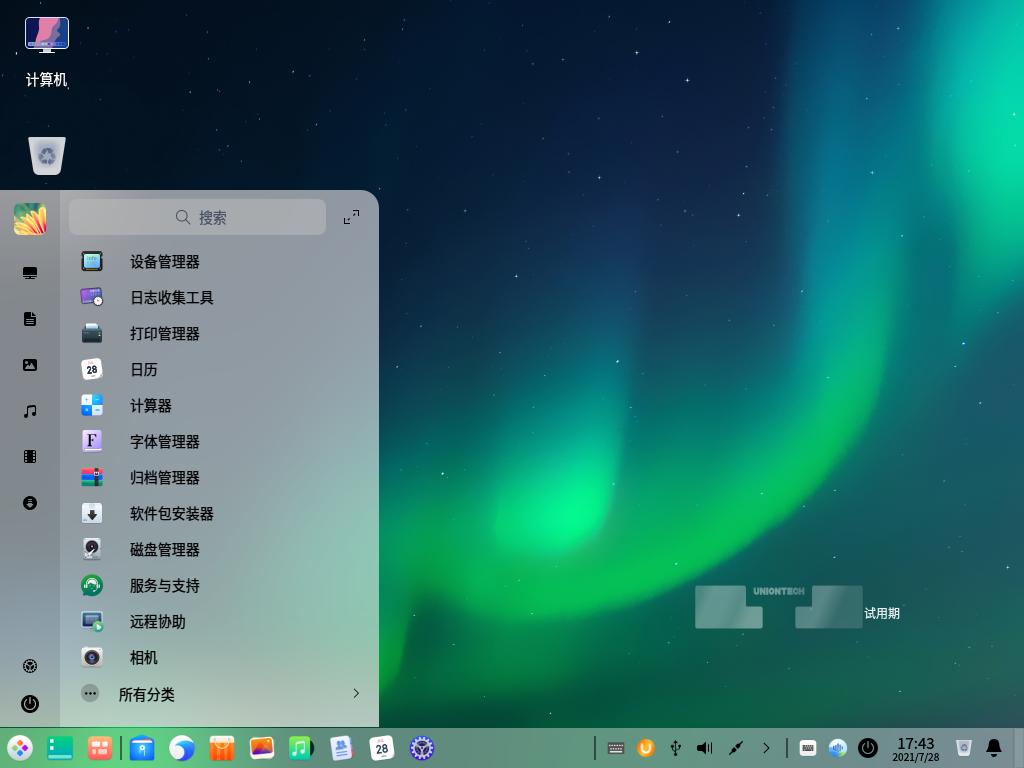 计算机
搜索
设备管理器
日志收集工具
打印管理器
日历
28
计算器
字体管理器
F
归档管理器
软件包安装器
磁盘管理器
服务与支持
远程协助
相机
所有分类
UNIONTECH
试用期
28
17:43
2021/7/28